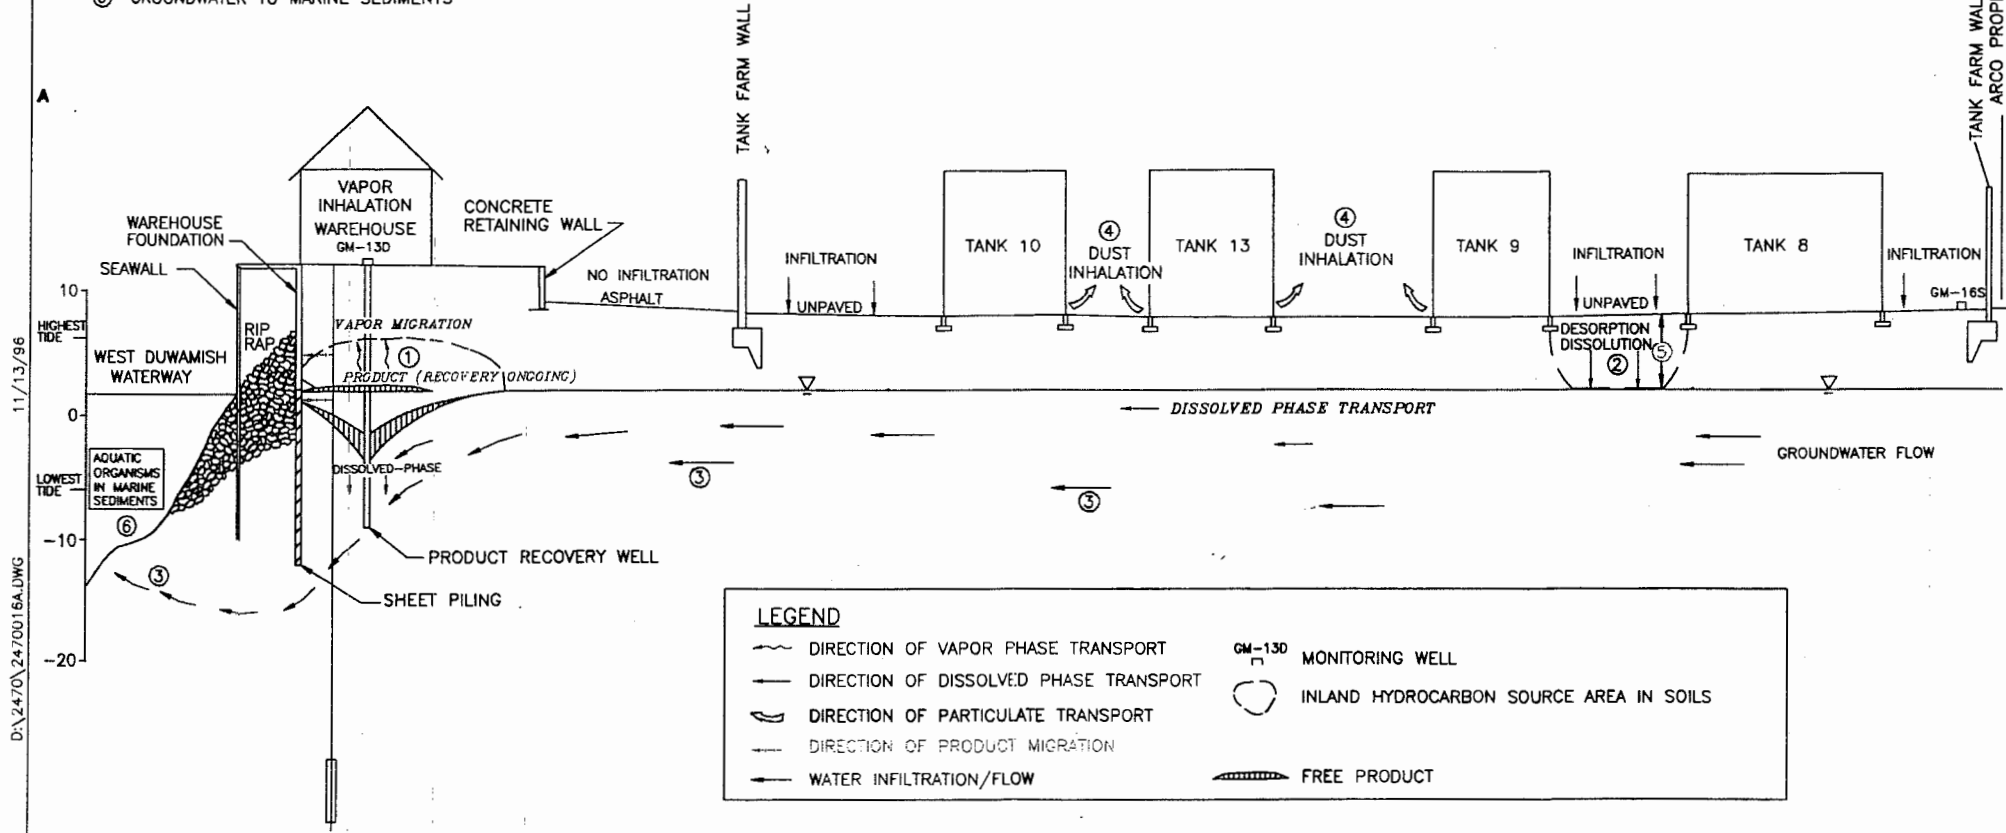 ⑥ GROUNDWATER TO MARINE SEDIMENTS
A
TANK FARM WALL
TANK FARM WAL
ARCO PROP
VAPOR
INHALATION
WAREHOUSE
GM-13D
WAREHOUSE
FOUNDATION
SEAWALL
CONCRETE
RETAINING WALL
NO INFILTRATION
ASPHALT
INFILTRATION
UNPAVED
TANK 10
④
DUST
INHALATION
TANK 13
④
DUST
INHALATION
TANK 9
INFILTRATION
UNPAVED
TANK 8
INFILTRATION
GM-16S
10
HIGHEST
TIDE
RIP
RAP
VAPOR MIGRATION
①
PRODUCT (RECOVERY ONGOING)
DESORPTION
DISSOLUTION
②
⑤
WEST DUWAMISH
WATERWAY
0
DISSOLVED PHASE TRANSPORT
GROUNDWATER FLOW
AQUATIC
ORGANISMS
IN MARINE
SEDIMENTS
LOWEST
TIDE
DISSOLVED-PHASE
③
③
⑥
-10
PRODUCT RECOVERY WELL
③
SHEET PILING
-20
LEGEND
DIRECTION OF VAPOR PHASE TRANSPORT
DIRECTION OF DISSOLVED PHASE TRANSPORT
DIRECTION OF PARTICULATE TRANSPORT
DIRECTION OF PRODUCT MIGRATION
WATER INFILTRATION/FLOW
GM-13D
MONITORING WELL
INLAND HYDROCARBON SOURCE AREA IN SOILS
FREE PRODUCT
11/13/96
D:\2470\2470016A.DWG